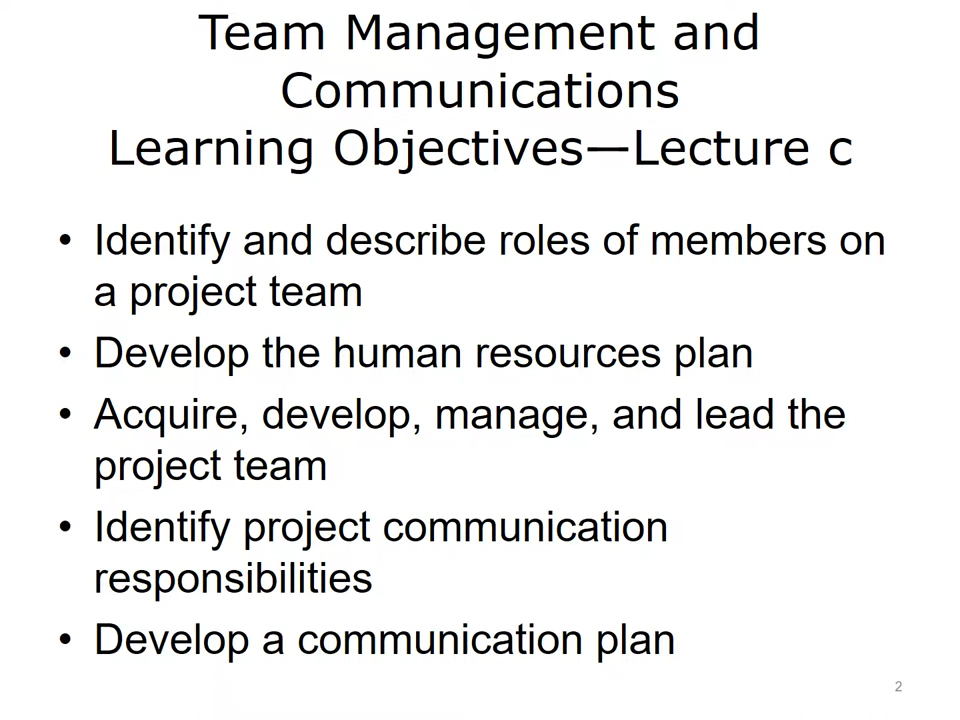 Team Management and
Communications
Learning Objectives—Lecture c
• Identify and describe roles of members on
a project team
• Develop the human resources plan
• Acquire, develop, manage, and lead the
project team
• Identify project communication
responsibilities
• Develop a communication plan
2